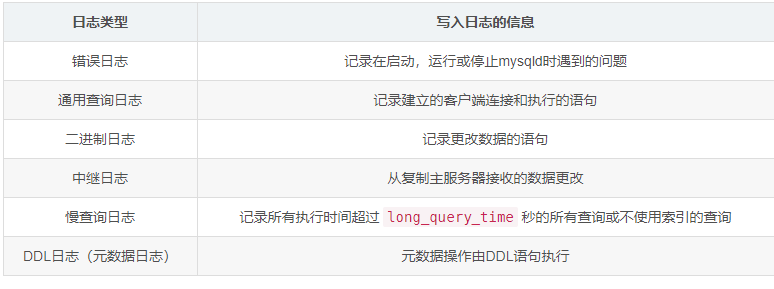 日志类型 写入日志的信息
错误日志 记录在启动，运行或停止mysqld时遇到的问题
通用查询日志 记录建立的客户端连接和执行的语句
二进制日志 记录更改数据的语句
中继日志 从复制主服务器接收的数据更改
慢查询日志 记录所有执行时间超过 long_query_time 秒的所有查询或不使用索引的查询
DDL日志（元数据日志） 元数据操作由DDL语句执行